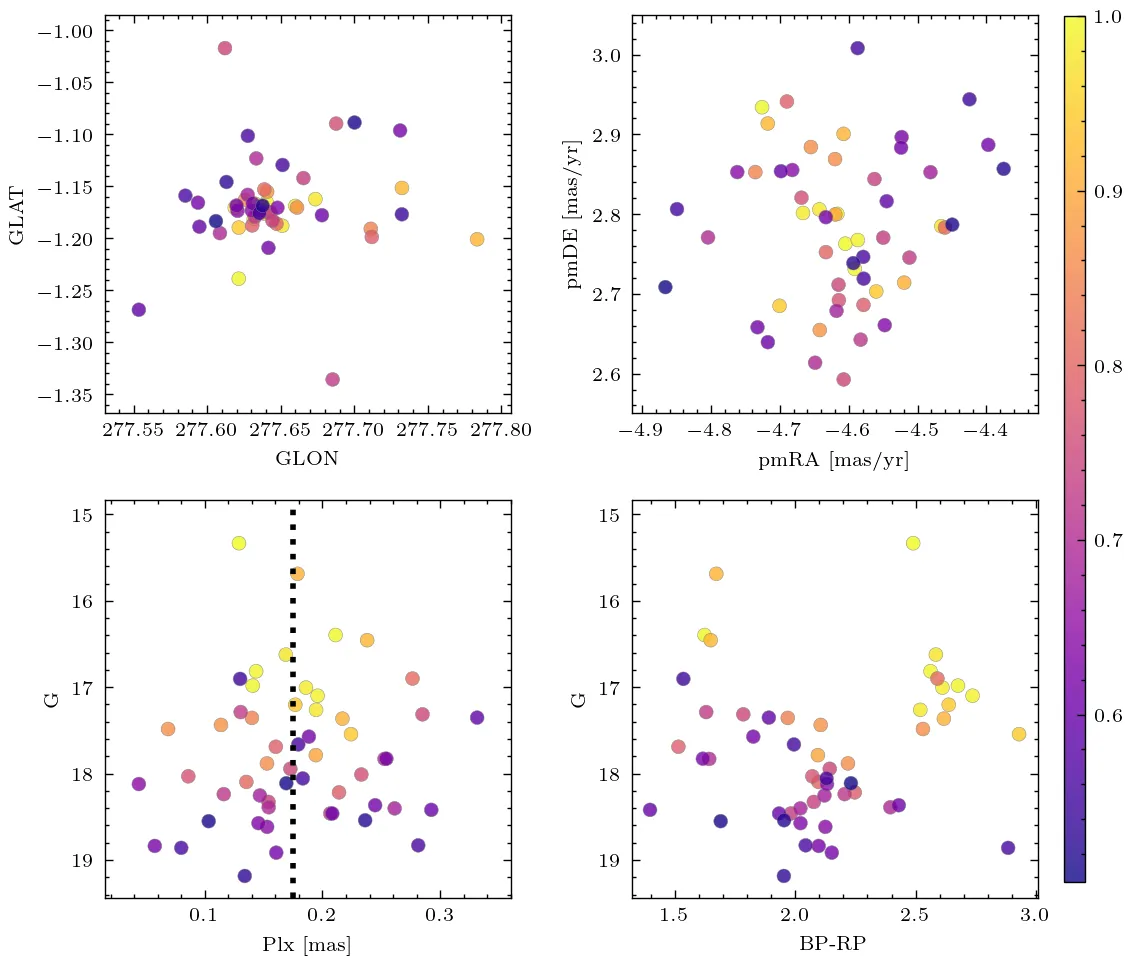 −1.00
−1.05
−1.10
−1.15
−1.20
−1.25
−1.30
−1.35
GLAT
277.55 277.60 277.65 277.70 277.75 277.80
GLON
3.0
2.9
2.8
2.7
2.6
pmDE [mas/yr]
−4.9 −4.8 −4.7 −4.6 −4.5 −4.4
pmRA [mas/yr]
1.0
0.9
0.8
0.7
0.6
15
16
17
18
19
G
0.1 0.2 0.3
Plx [mas]
15
16
17
18
19
G
1.5 2.0 2.5 3.0
BP-RP